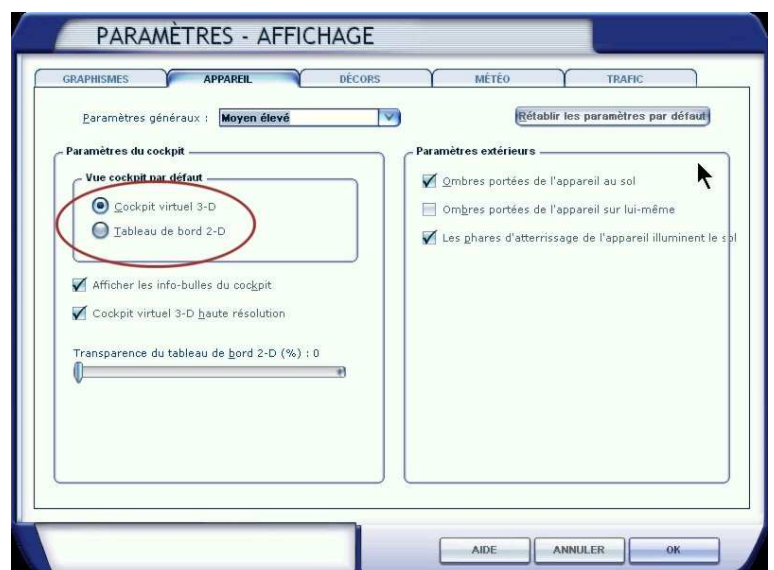 PARAMÈTRES - AFFICHAGE
GRAPHISMES APPAREIL DÉCORS MÉTÉO TRAFIC
Paramètres généraux : Moyen élevé Rétablir les paramètres par défaut
Paramètres du cockpit
Vue cockpit par défaut
Cockpit virtuel 3-D
Tableau de bord 2-D
Afficher les info-bulles du cockpit
Cockpit virtuel 3-D haute résolution
Transparence du tableau de bord 2-D (%) : 0
Paramètres extérieurs
Ombres portées de l'appareil au sol
Ombres portées de l'appareil sur lui-même
Les phares d'atterrissage de l'appareil illuminent le sol
AIDE ANNULER OK